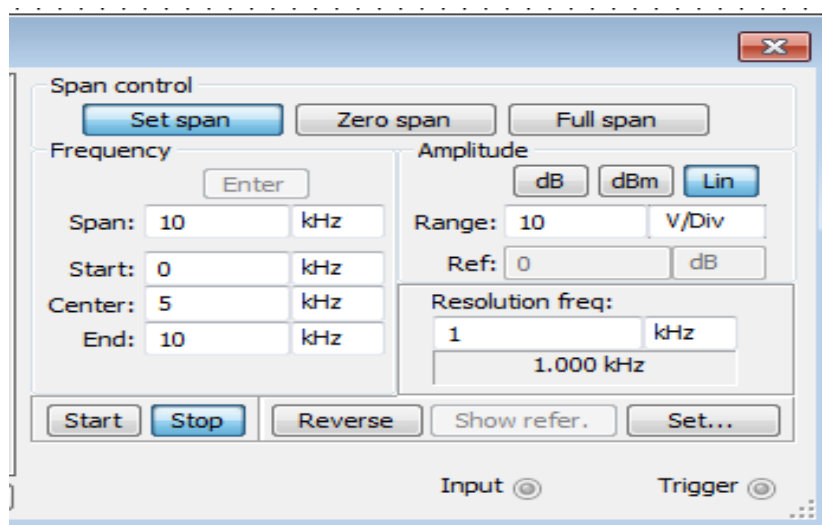 Span control
Set span Zero span Full span
Frequency Amplitude
Enter dB dBm Lin
Span: 10 kHz Range: 10 V/Div
Start: 0 kHz Ref: 0 dB
Center: 5 kHz Resolution freq:
End: 10 kHz 1 kHz
1.000 kHz
Start Stop Reverse Show refer. Set...
Input Trigger